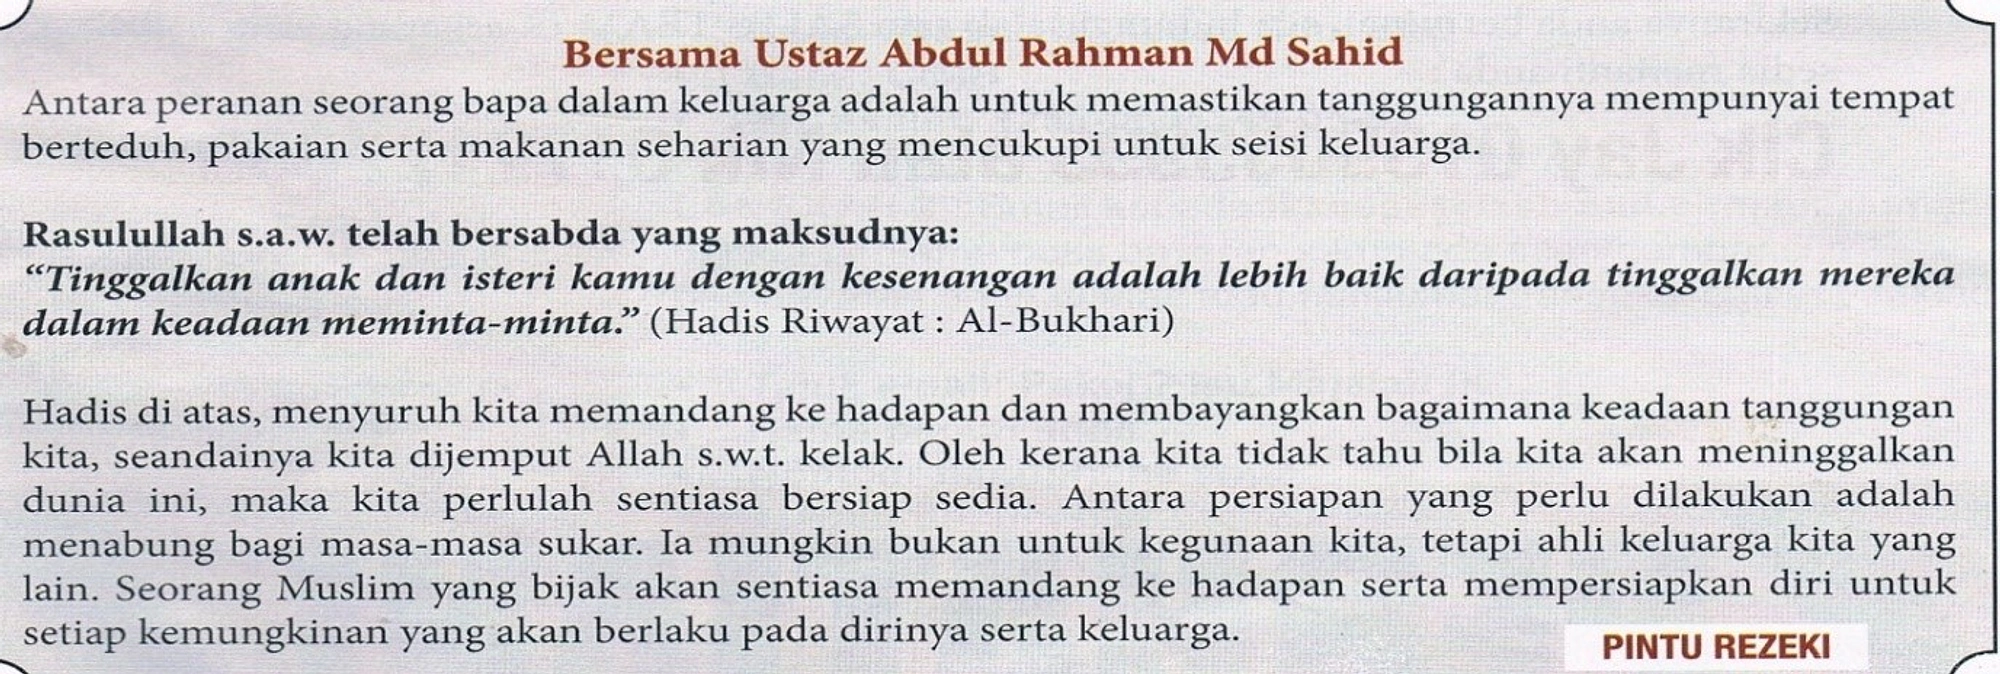 Bersama Ustaz Abdul Rahman Md Sahid
Antara peranan seorang bapa dalam keluarga adalah untuk memastikan tanggungannya mempunyai tempat
berteduh, pakaian serta makanan seharian yang mencukupi untuk seisi keluarga.
Rasulullah s.a.w. telah bersabda yang maksudnya:
“Tinggalkan anak dan isteri kamu dengan kesenangan adalah lebih baik daripada tinggalkan mereka
dalam keadaan meminta-minta.” (Hadis Riwayat : Al-Bukhari)
Hadis di atas, menyuruh kita memandang ke hadapan dan membayangkan bagaimana keadaan tanggungan
kita, seandainya kita dijemput Allah s.w.t. kelak. Oleh kerana kita tidak tahu bila kita akan meninggalkan
dunia ini, maka kita perlulah sentiasa bersiap sedia. Antara persiapan yang perlu dilakukan adalah
menabung bagi masa-masa sukar. Ia mungkin bukan untuk kegunaan kita, tetapi ahli keluarga kita yang
lain. Seorang Muslim yang bijak akan sentiasa memandang ke hadapan serta mempersiapkan diri untuk
setiap kemungkinan yang akan berlaku pada dirinya serta keluarga.
PINTU REZEKI